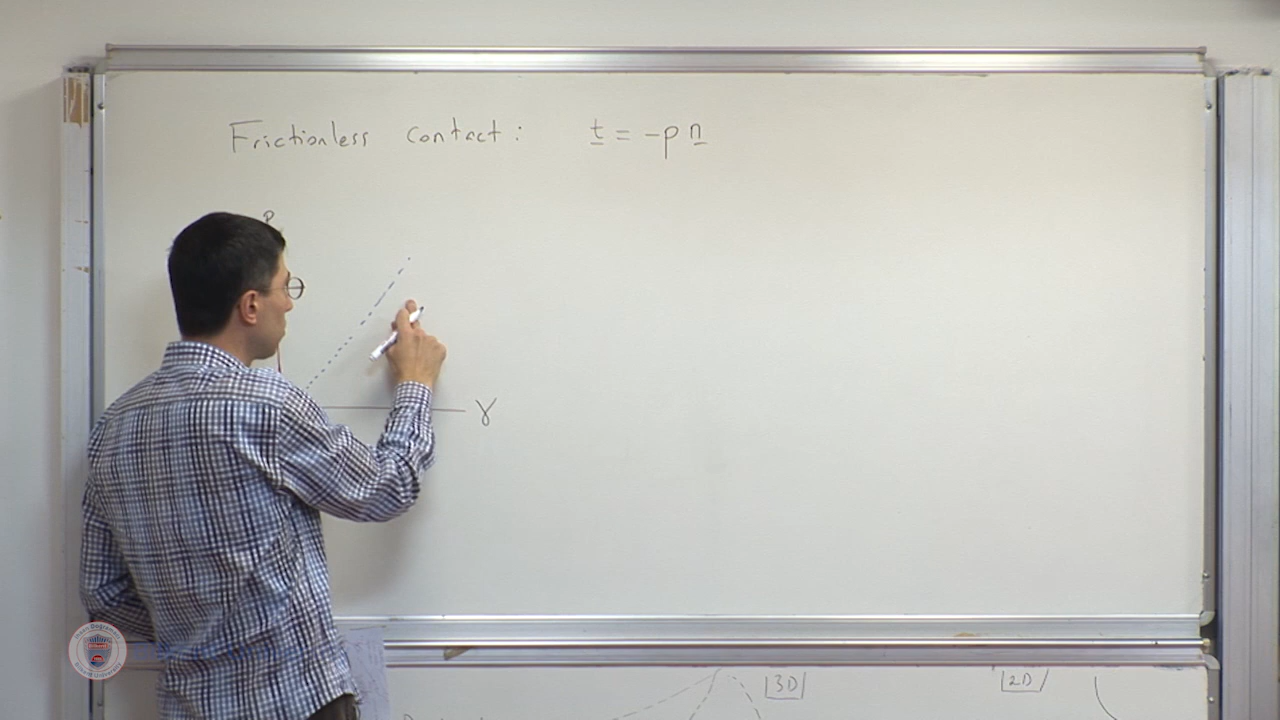 Frictionless contact: t = -p n
p
γ
3D
2D